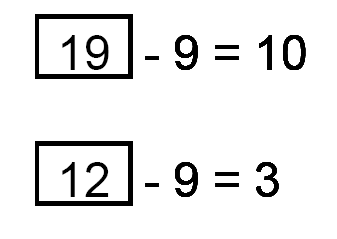 19 - 9 = 10
12 - 9 = 3